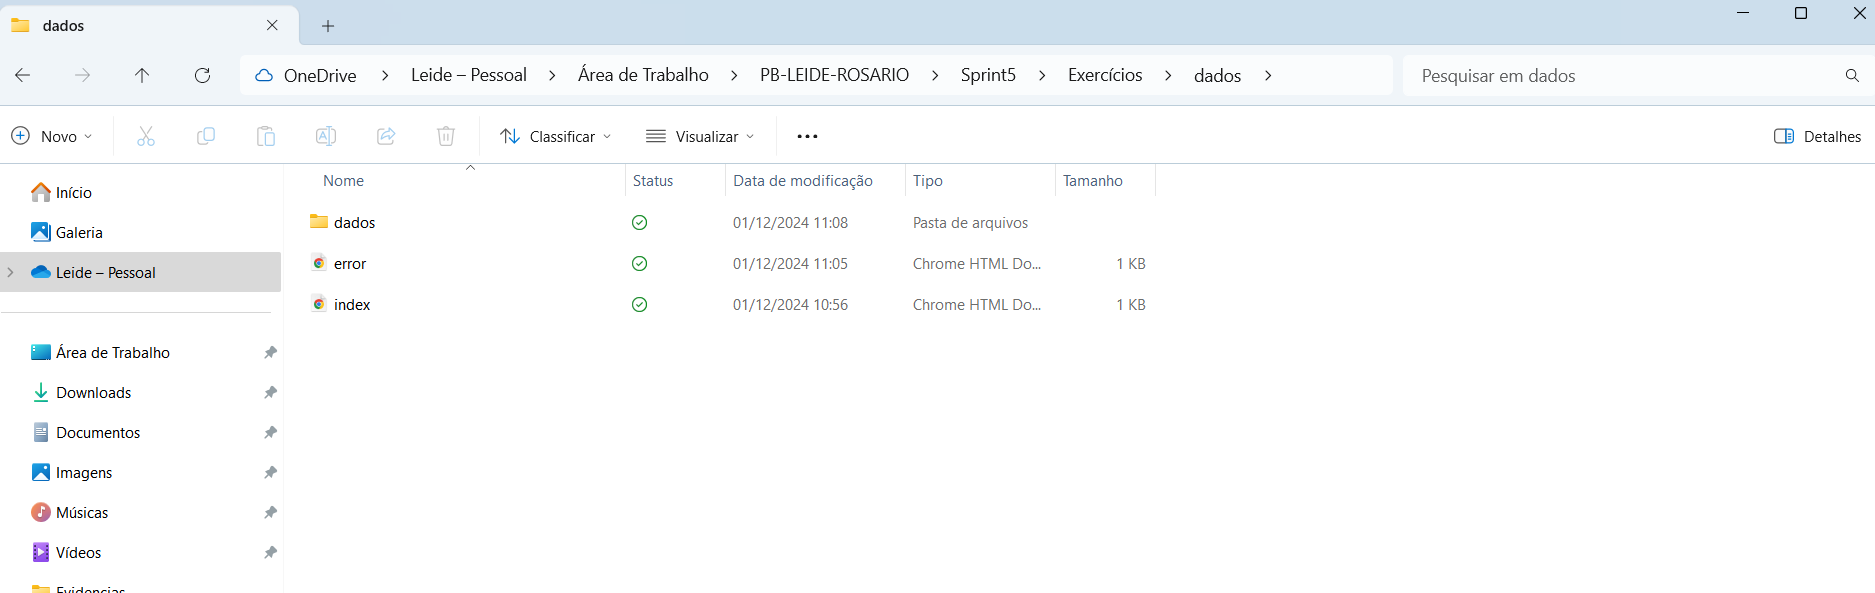 dados
OneDrive > Leide – Pessoal > Área de Trabalho > PB-LEIDE-ROSARIO > Sprint5 > Exercícios > dados >
Pesquisar em dados
Novo
Classificar
Visualizar
Detalhes
Nome Status Data de modificação Tipo Tamanho
dados 01/12/2024 11:08 Pasta de arquivos
error 01/12/2024 11:05 Chrome HTML Do... 1 KB
index 01/12/2024 10:56 Chrome HTML Do... 1 KB
Início
Galeria
Leide – Pessoal
Área de Trabalho
Downloads
Documentos
Imagens
Músicas
Vídeos
Evidencias